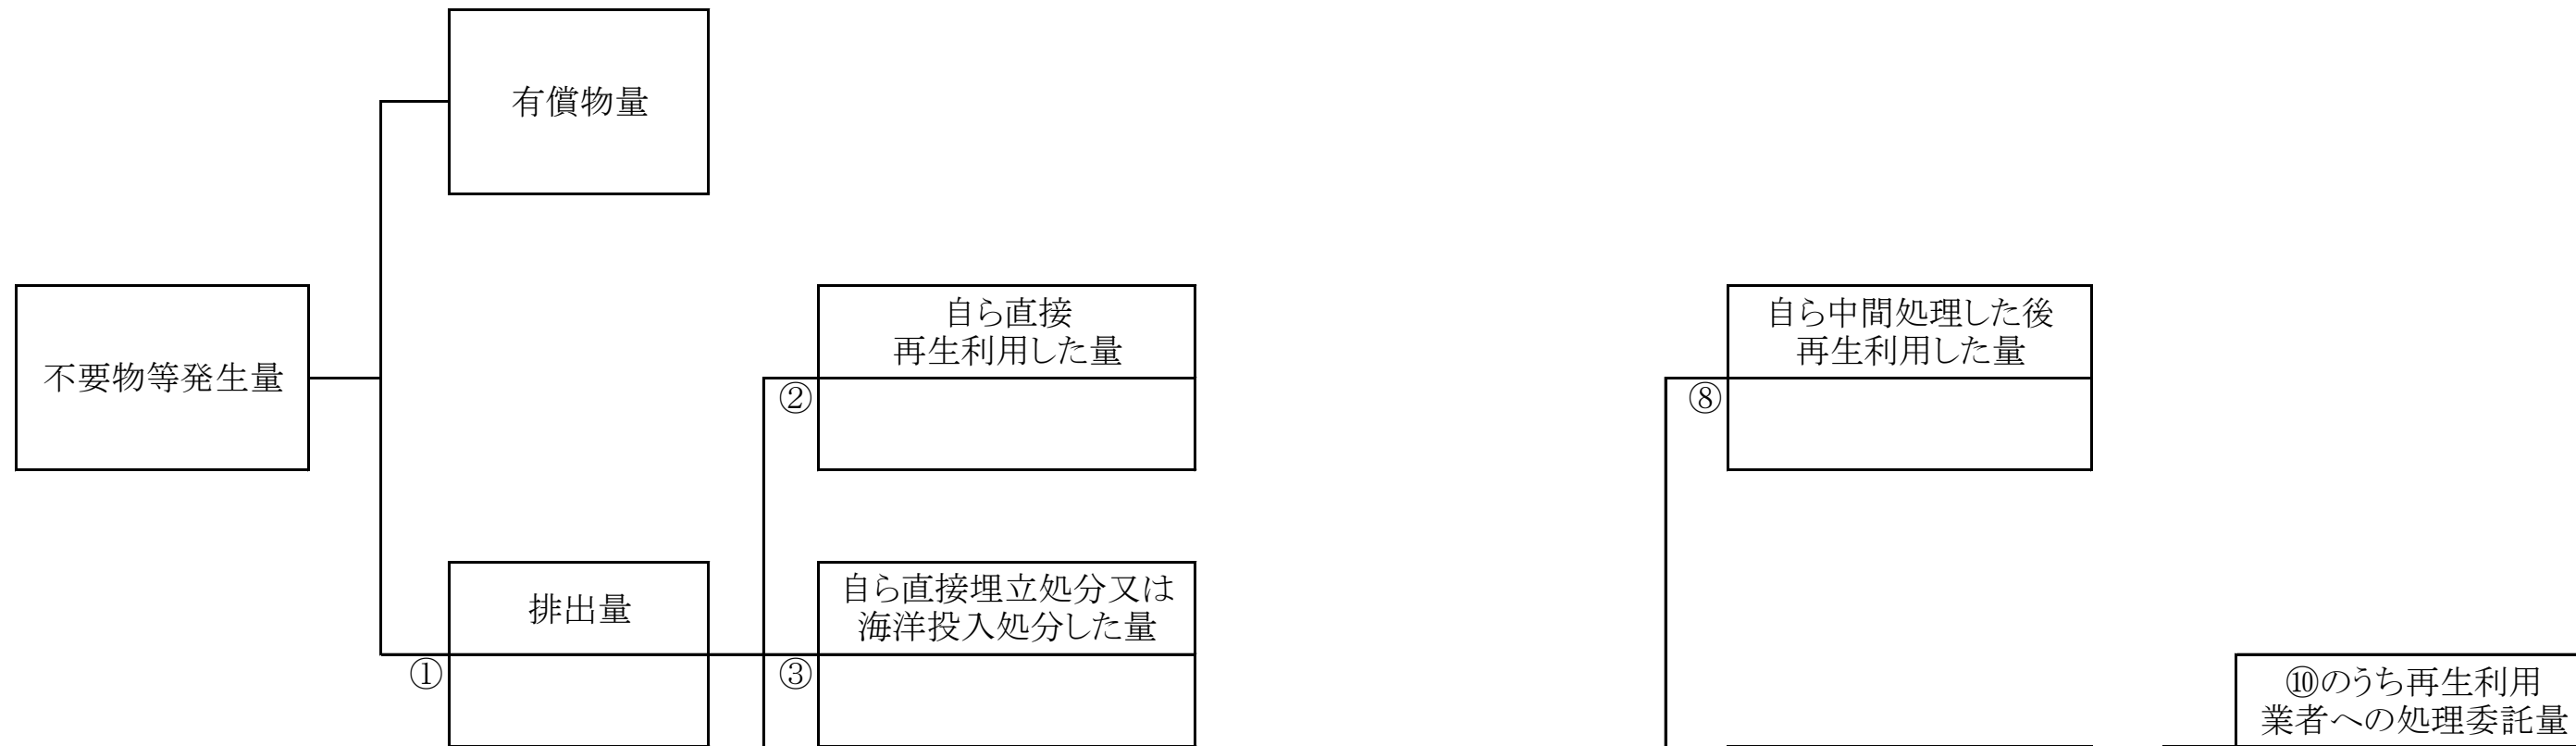 有償物量
不要物等発生量
自ら直接
再生利用した量
②
自ら中間処理した後
再生利用した量
⑧
排出量
①
自ら直接埋立処分又は
海洋投入処分した量
③
⑩のうち再生利用
業者への処理委託量